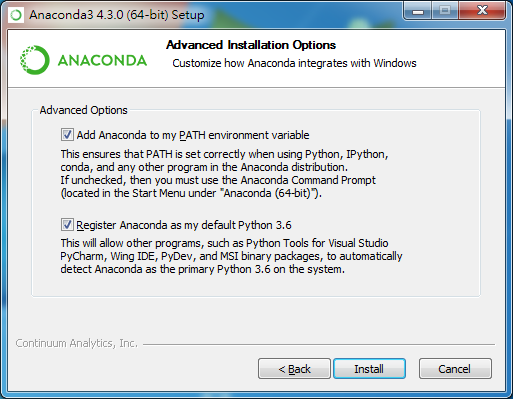 Anaconda3 4.3.0 (64-bit) Setup
Advanced Installation Options
Customize how Anaconda integrates with Windows
ANACONDA
Advanced Options
Add Anaconda to my PATH environment variable
This ensures that PATH is set correctly when using Python, IPython,
conda, and any other program in the Anaconda distribution.
If unchecked, then you must use the Anaconda Command Prompt
(located in the Start Menu under "Anaconda (64-bit)").
Register Anaconda as my default Python 3.6
This will allow other programs, such as Python Tools for Visual Studio
PyCharm, Wing IDE, PyDev, and MSI binary packages, to automatically
detect Anaconda as the primary Python 3.6 on the system.
Continuum Analytics, Inc.
< Back Install Cancel